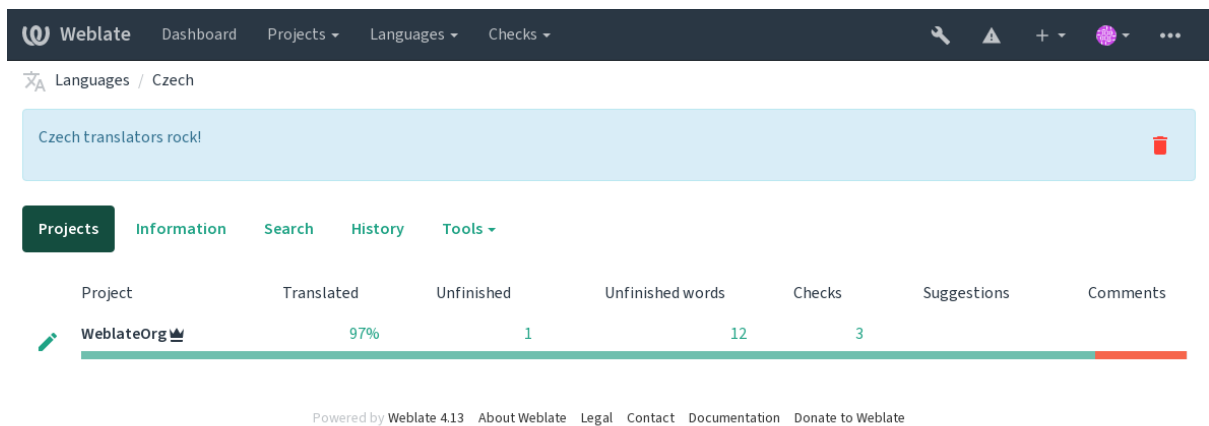 Weblate Dashboard Projects Languages Checks
Languages / Czech
Czech translators rock!
Projects Information Search History Tools
Project Translated Unfinished Unfinished words Checks Suggestions Comments
WeblateOrg 97% 1 12 3
Powered by Weblate 4.13 About Weblate Legal Contact Documentation Donate to Weblate